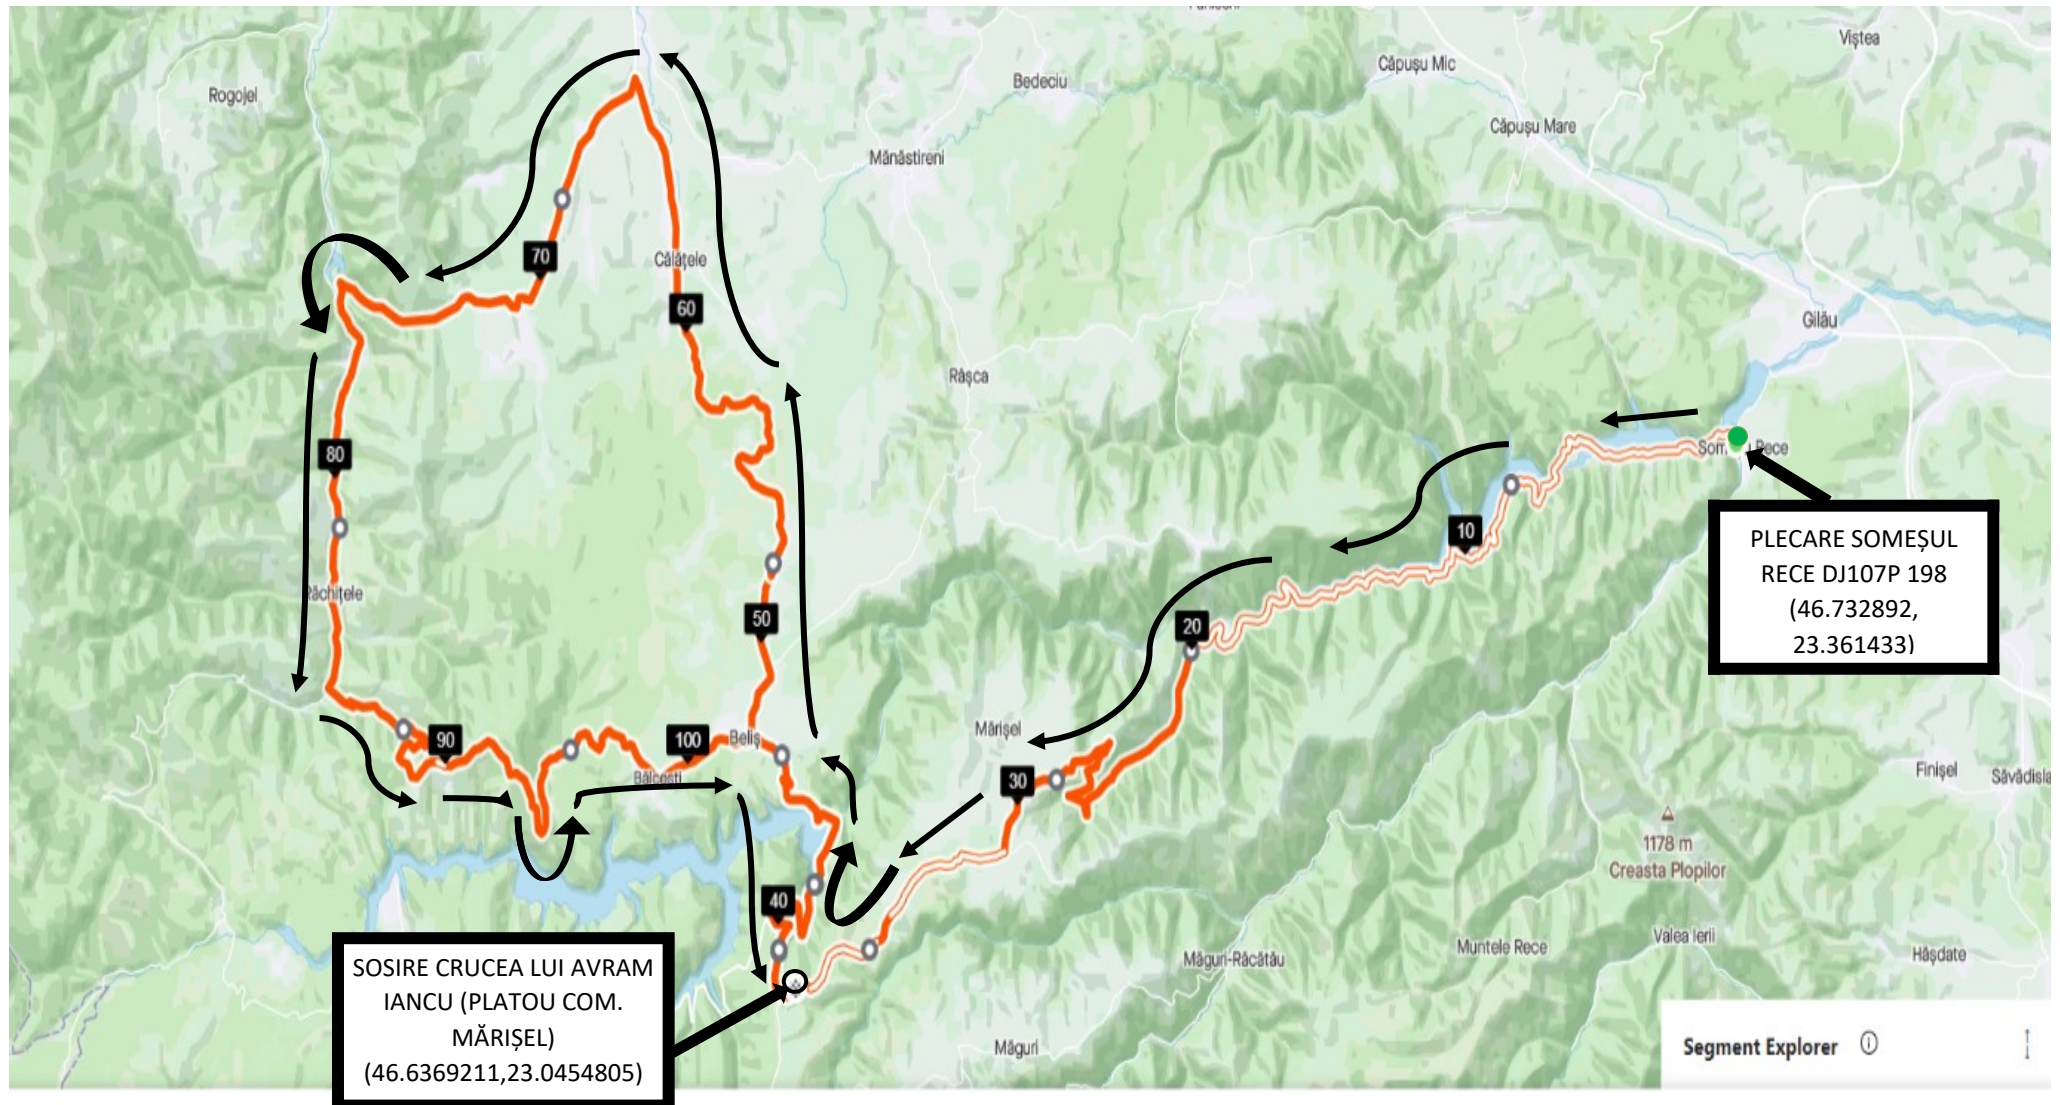 Viștea
Căpușu Mic
Bedeciu
Rogojel
Căpușu Mare
Mănăstireni
70
Călățele
60
Gilău
Râșca
80
10
PLECARE SOMEȘUL
RECE DJ107P 198
(46.732892,
23.361433)
Răchițele
50
20
Mărișel
90
100
Beliș
Bălcești
30
Finișel
1178 m
Creasta Plopilor
40
Măguri-Răcătău
Muntele Rece
Valea Ierii
Hășdate
SOSIRE CRUCEA LUI AVRAM
IANCU (PLATOU COM.
MĂRIȘEL)
(46.6369211,23.0454805)
Măguri
Segment Explorer